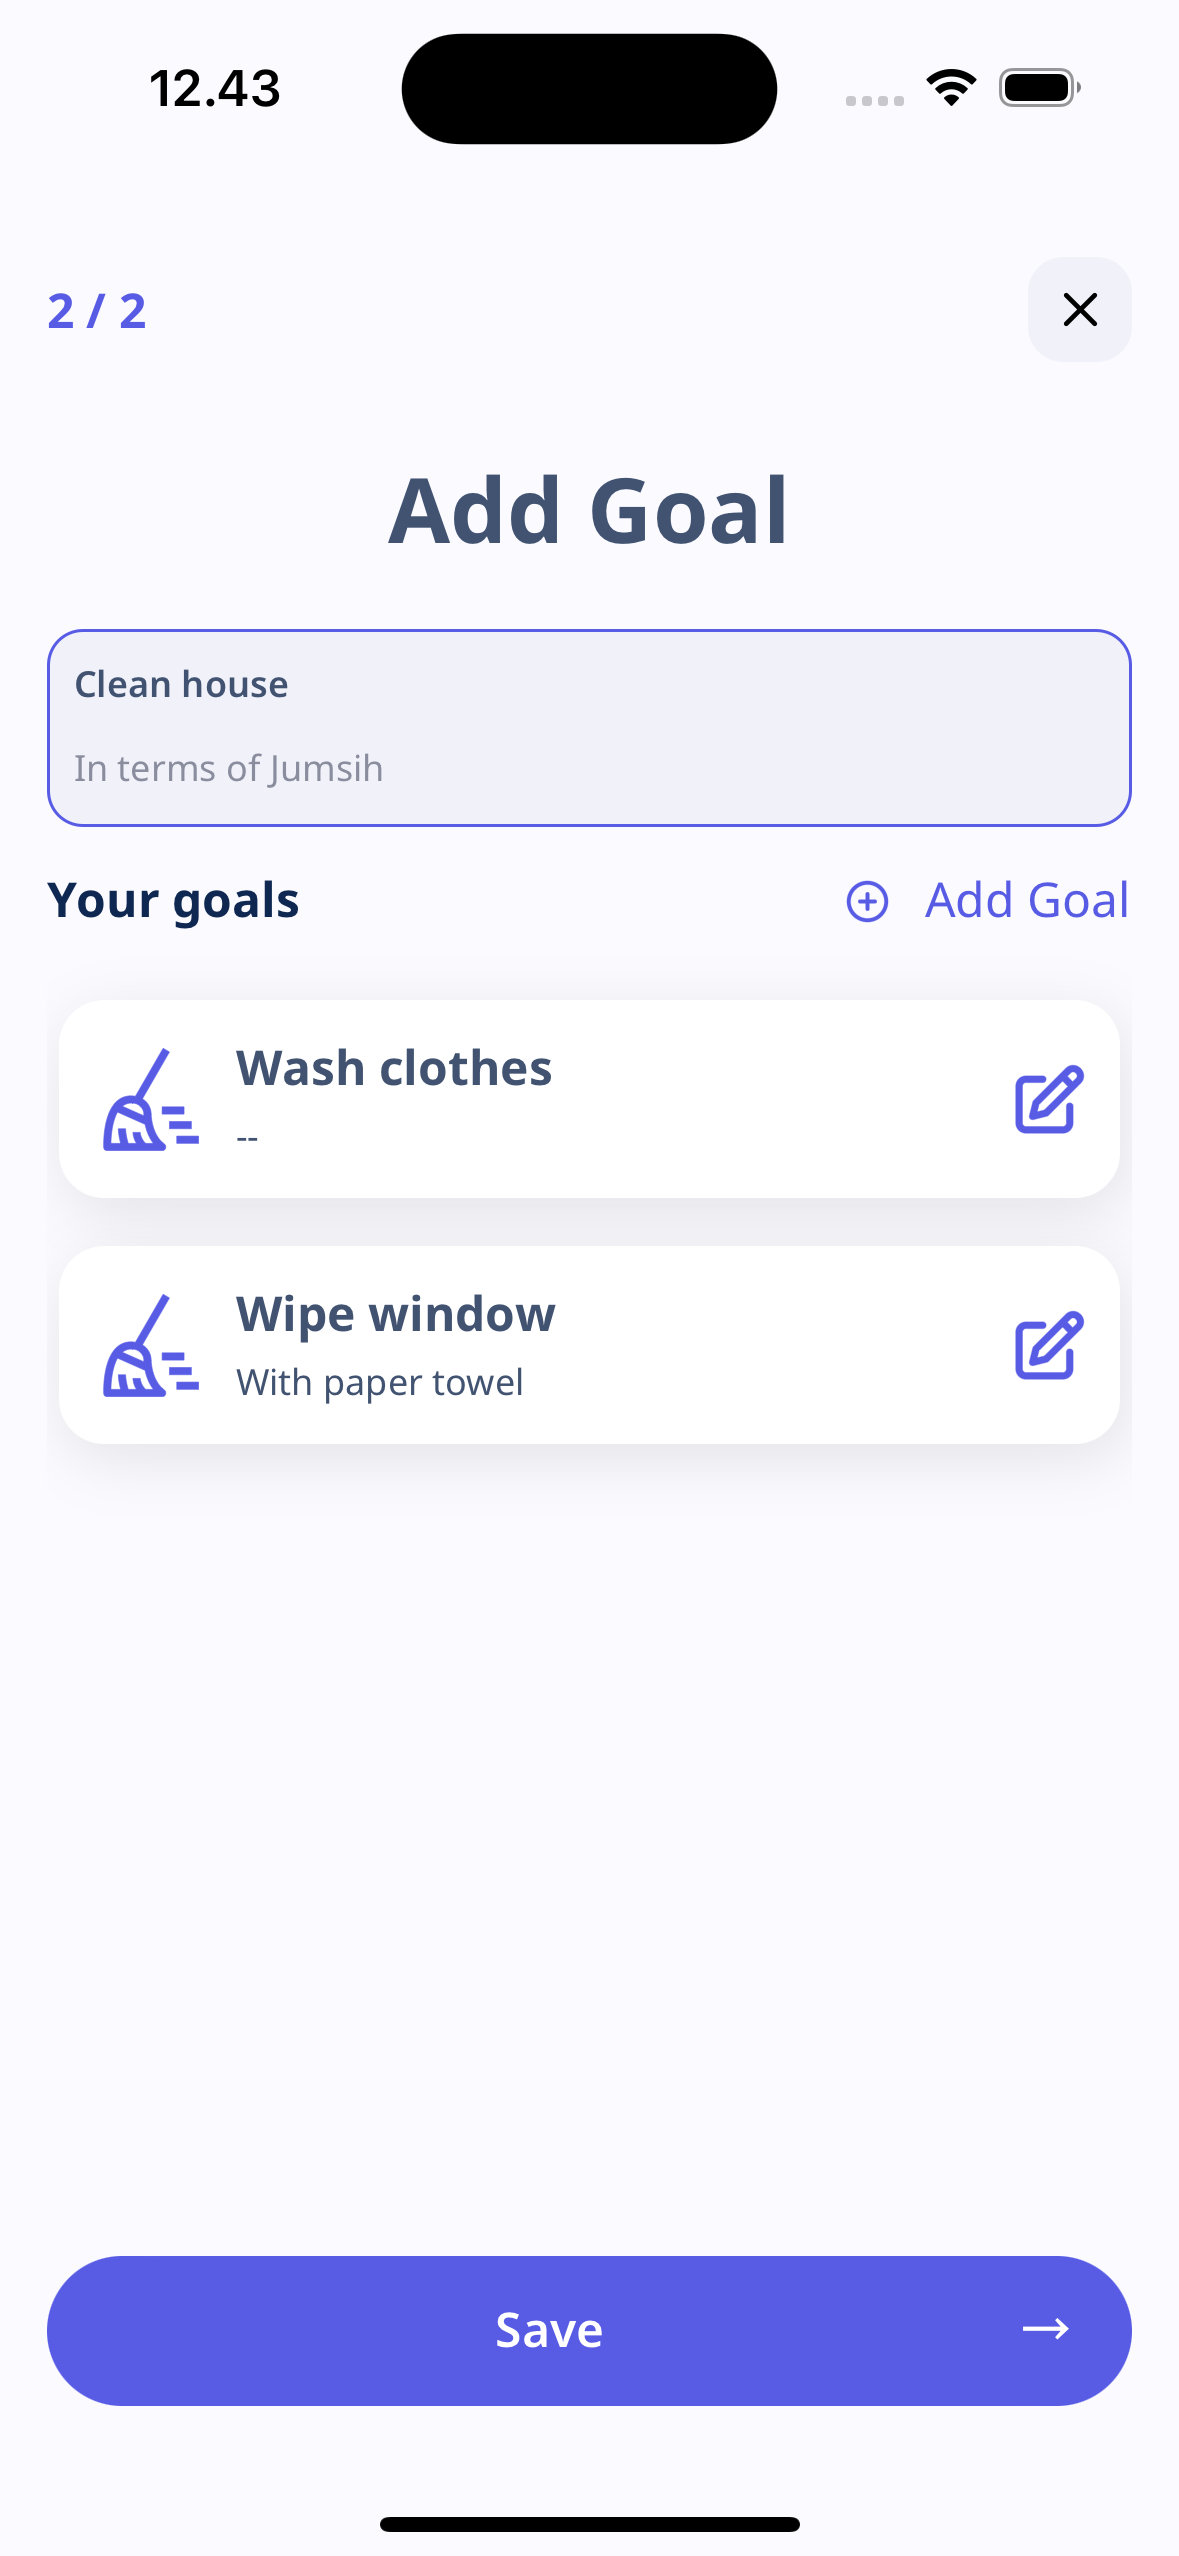 12.43
2 / 2
Add Goal
Clean house
In terms of Jumsih
Your goals
Add Goal
Wash clothes
--
Wipe window
With paper towel
Save